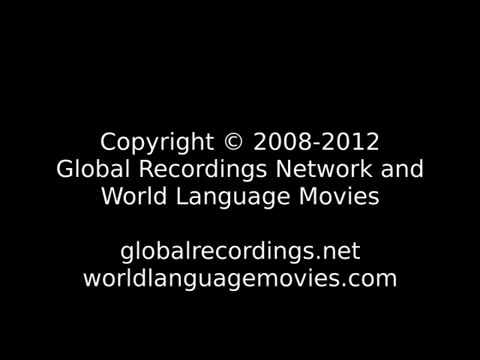 Copyright © 2008-2012
Global Recordings Network and
World Language Movies
globalrecordings.net
worldlanguagemovies.com